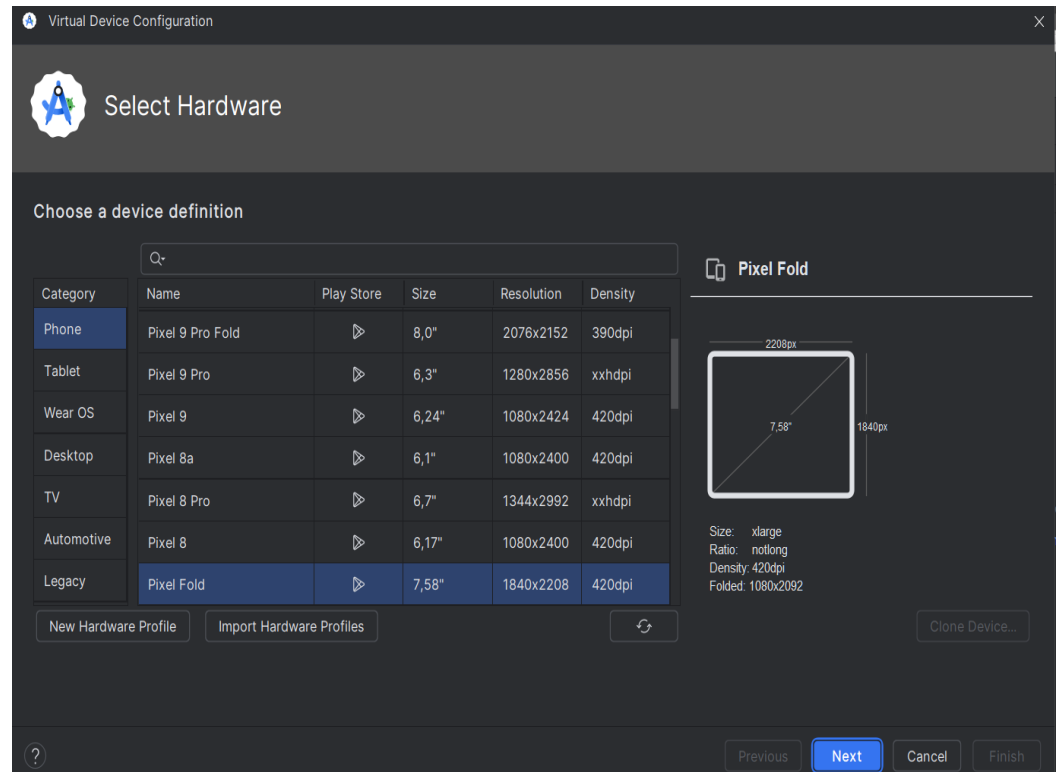 Virtual Device Configuration
Select Hardware
Choose a device definition
Category Name Play Store Size Resolution Density
Phone Pixel 9 Pro Fold 8,0" 2076x2152 390dpi
Tablet Pixel 9 Pro 6,3" 1280x2856 xxhdpi
Wear OS Pixel 9 6,24" 1080x2424 420dpi
Desktop Pixel 8a 6,1" 1080x2400 420dpi
TV Pixel 8 Pro 6,7" 1344x2992 xxhdpi
Automotive Pixel 8 6,17" 1080x2400 420dpi
Legacy Pixel Fold 7,58" 1840x2208 420dpi
New Hardware Profile Import Hardware Profiles
Pixel Fold
2208px
7,58" 1840px
Size: xlarge
Ratio: notlong
Density: 420dpi
Folded: 1080x2092
Clone Device...
? Previous Next Cancel Finish